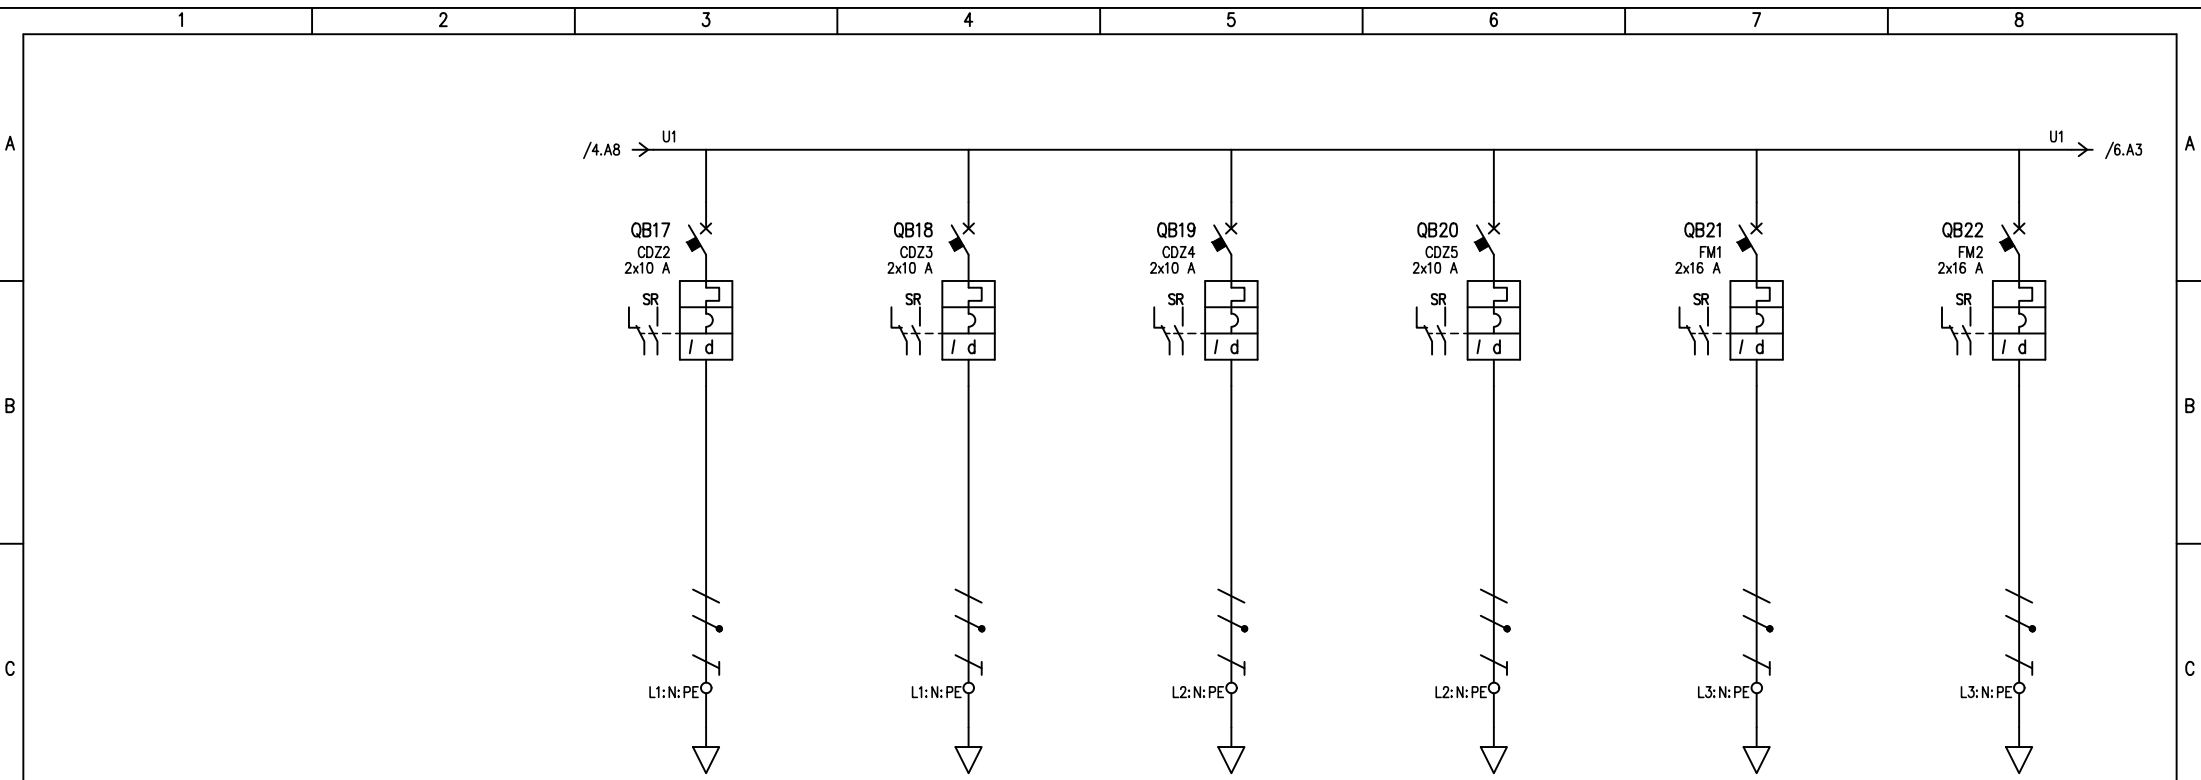 1 2 3 4 5 6 7 8
A A
U1 U1
/4.A8 /6.A3
QB17 QB18 QB19 QB20 QB21 QB22
CDZ2 CDZ3 CDZ4 CDZ5 FM1 FM2
2x10 A 2x10 A 2x10 A 2x10 A 2x16 A 2x16 A
SR SR SR SR SR SR
I d I d I d I d I d I d
B B
C C
L1:N:PE L1:N:PE L2:N:PE L2:N:PE L3:N:PE L3:N:PE